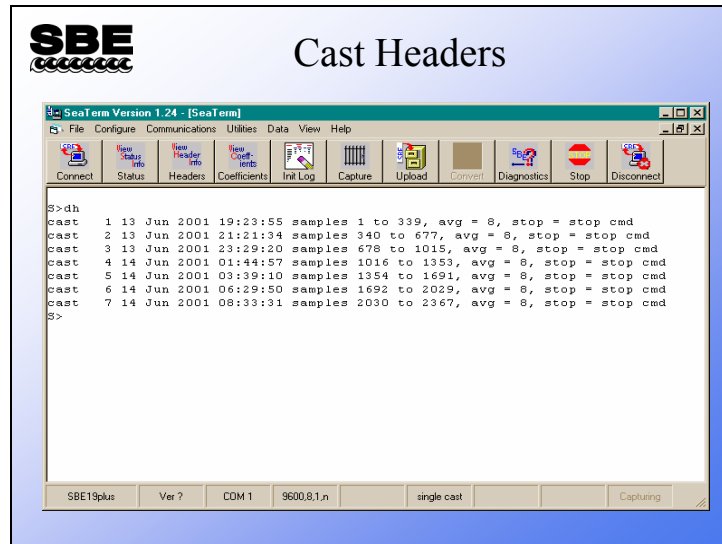 SBE
Cast Headers
SeaTerm Version 1.24 - [SeaTerm]
File Configure Communications Utilities Data View Help
Connect
View Status Info
Status
View Header Info
Headers
View Coeff-icients
Coefficients
Init Log
Capture
SBE
Upload
Convert
SBE
Diagnostics
STOP
Stop
Disconnect
S>dh
cast 1 13 Jun 2001 19:23:55 samples 1 to 339, avg = 8, stop = stop cmd
cast 2 13 Jun 2001 21:21:34 samples 340 to 677, avg = 8, stop = stop cmd
cast 3 13 Jun 2001 23:29:20 samples 678 to 1015, avg = 8, stop = stop cmd
cast 4 14 Jun 2001 01:44:57 samples 1016 to 1353, avg = 8, stop = stop cmd
cast 5 14 Jun 2001 03:39:10 samples 1354 to 1691, avg = 8, stop = stop cmd
cast 6 14 Jun 2001 06:29:50 samples 1692 to 2029, avg = 8, stop = stop cmd
cast 7 14 Jun 2001 08:33:31 samples 2030 to 2367, avg = 8, stop = stop cmd
S>
SBE19plus Ver ? COM 1 9600,8,1,n single cast Capturing